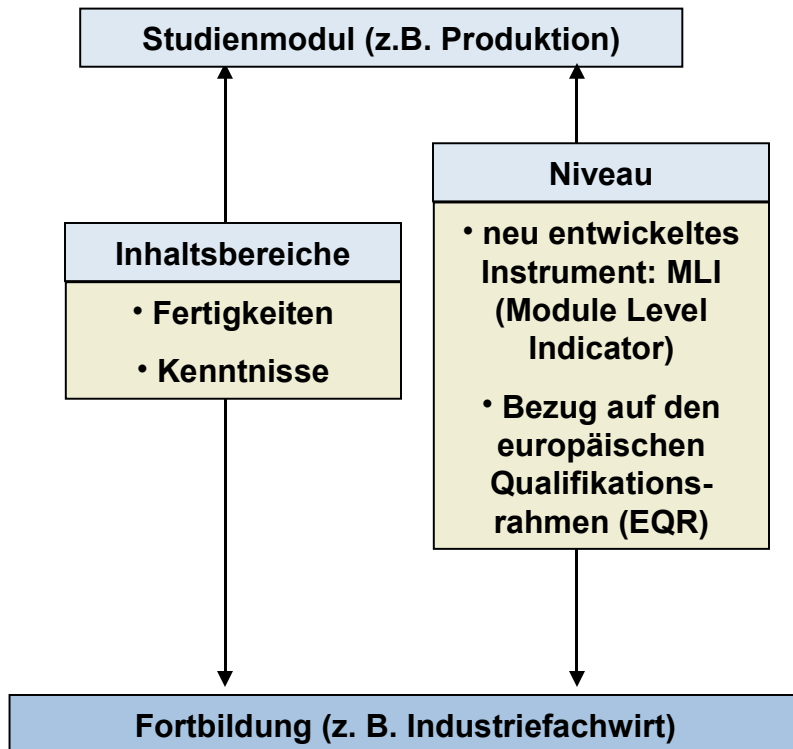 Studienmodul (z.B. Produktion)
Inhaltsbereiche
• Fertigkeiten
• Kenntnisse
Niveau
• neu entwickeltes
Instrument: MLI
(Module Level
Indicator)
• Bezug auf den
europäischen
Qualifikations-
rahmen (EQR)
Fortbildung (z. B. Industriefachwirt)